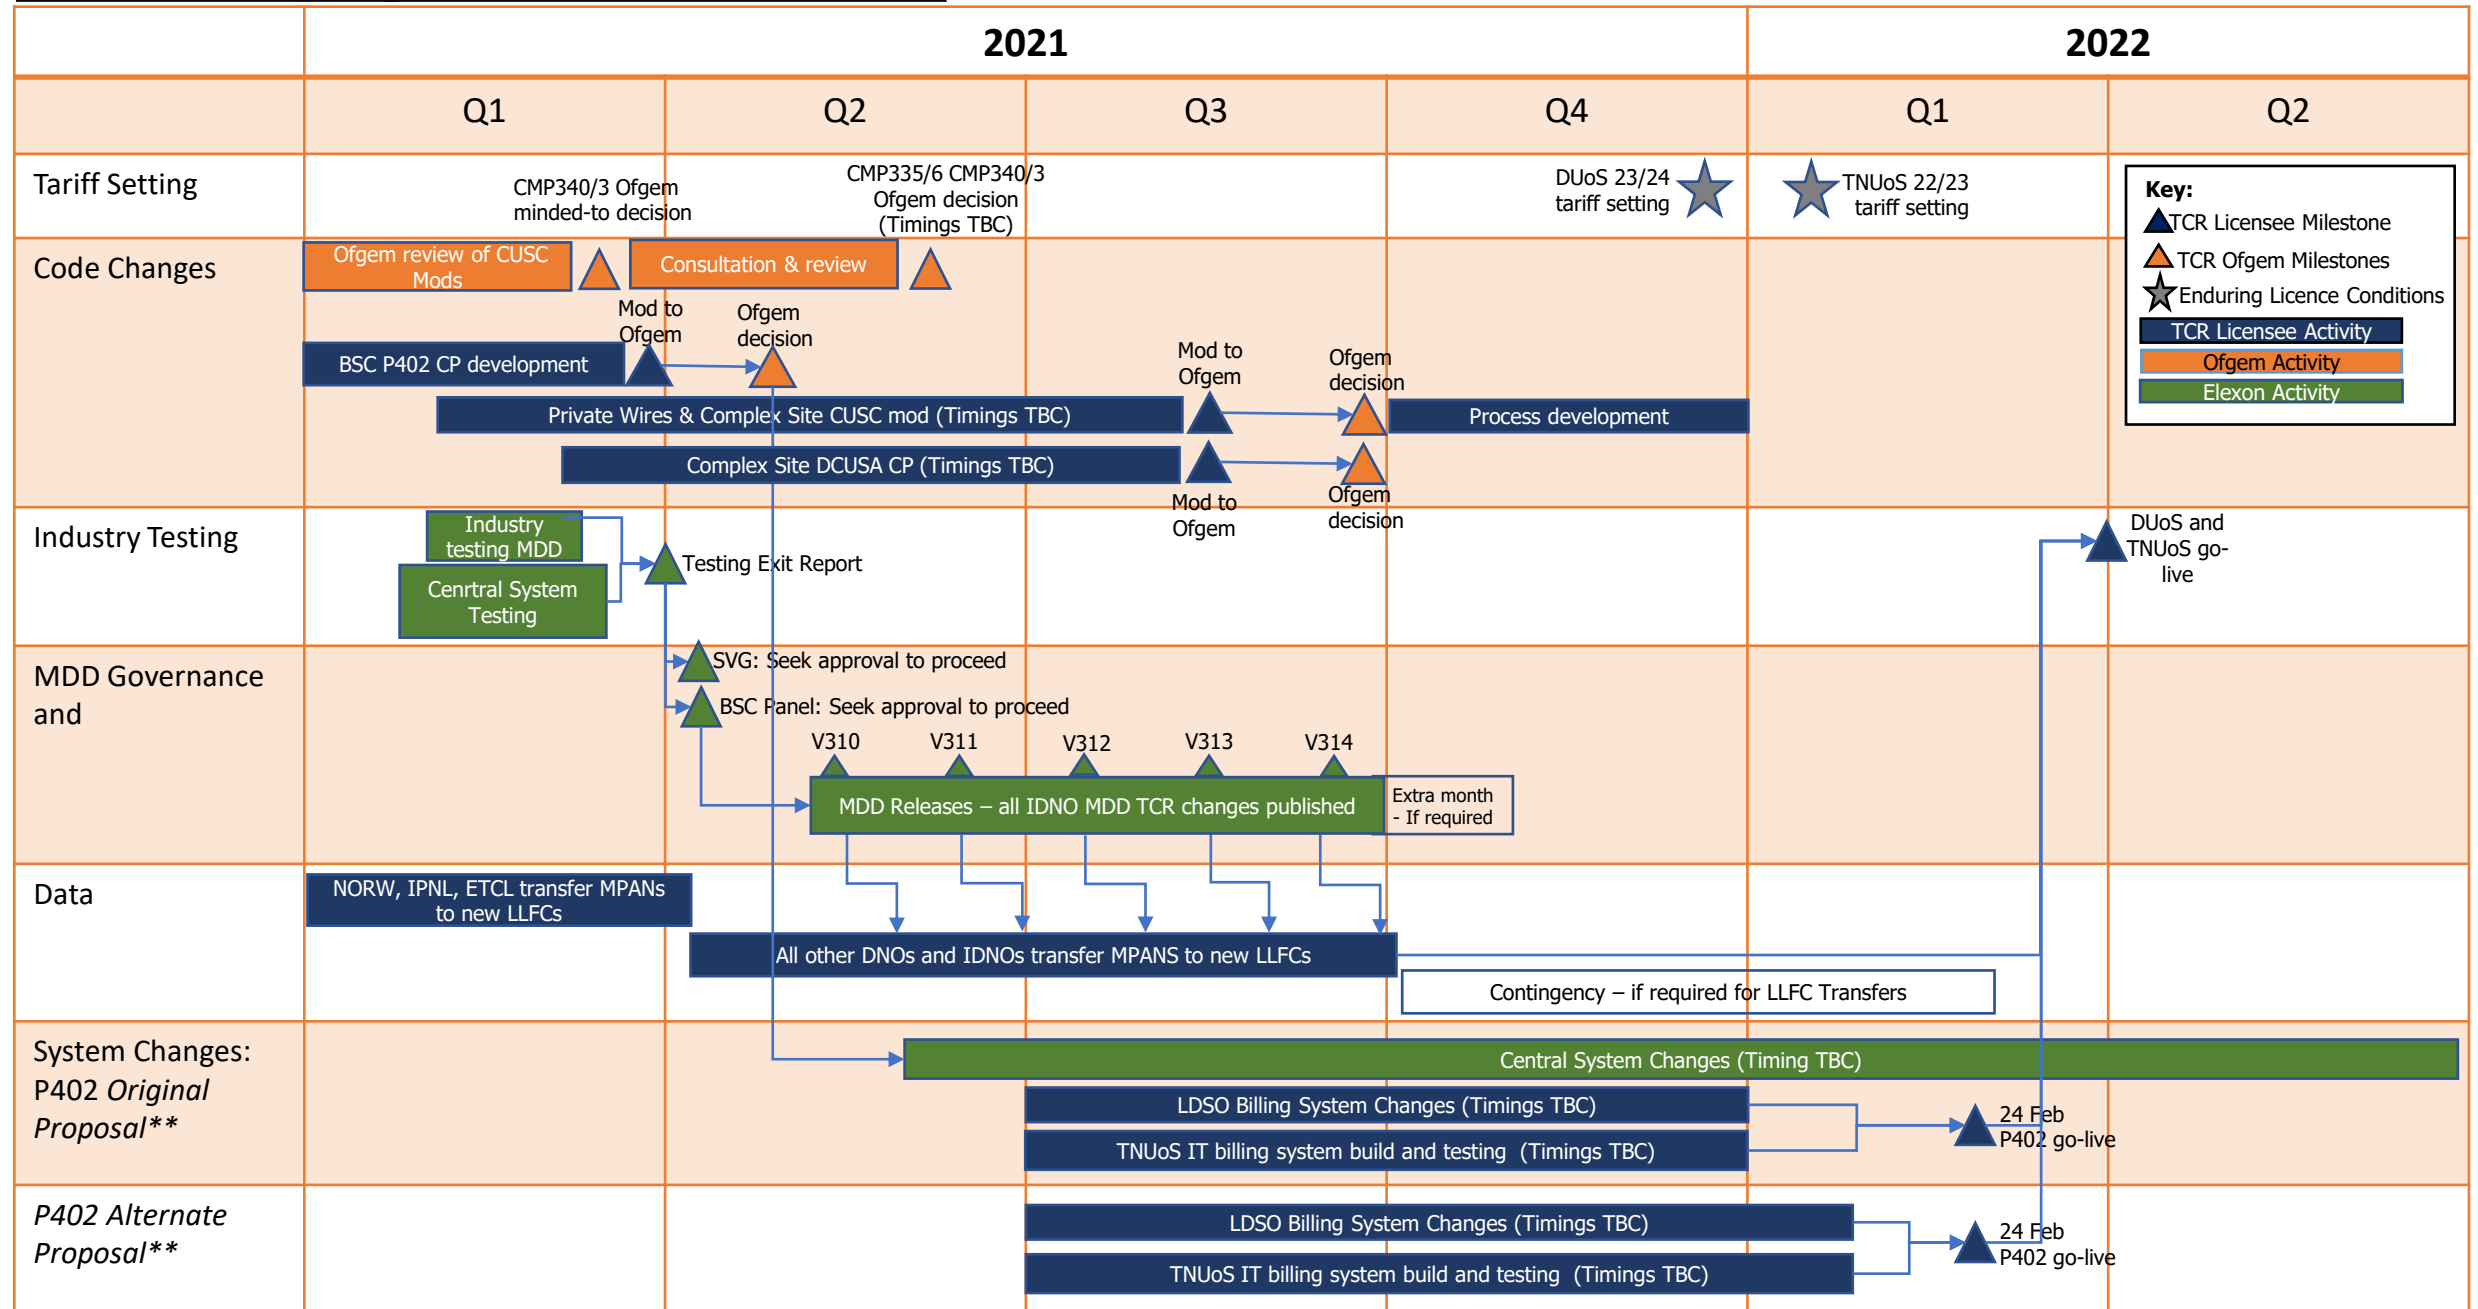 2021
2022
Q1
Q2
Q3
Q4
Q1
Q2
Tariff Setting
CMP340/3 Ofgem
minded-to decision
CMP335/6 CMP340/3
Ofgem decision
(Timings TBC)
DUoS 23/24
tariff setting
TNUoS 22/23
tariff setting
Key:
TCR Licensee Milestone
TCR Ofgem Milestones
Enduring Licence Conditions
TCR Licensee Activity
Ofgem Activity
Elexon Activity
Code Changes
Ofgem review of CUSC
Mods
Consultation & review
Mod to
Ofgem
Ofgem
decision
BSC P402 CP development
Mod to
Ofgem
Ofgem
decision
Private Wires & Complex Site CUSC mod (Timings TBC)
Process development
Complex Site DCUSA CP (Timings TBC)
Mod to
Ofgem
Ofgem
decision
Industry Testing
Industry
testing MDD
Cenrtral System
Testing
Testing Exit Report
DUoS and
TNUoS go-
live
MDD Governance
and
SVG: Seek approval to proceed
BSC Panel: Seek approval to proceed
V310
V311
V312
V313
V314
MDD Releases – all IDNO MDD TCR changes published
Extra month
- If required
Data
NORW, IPNL, ETCL transfer MPANs
to new LLFCs
All other DNOs and IDNOs transfer MPANS to new LLFCs
Contingency – if required for LLFC Transfers
System Changes:
P402 Original
Proposal**
Central System Changes (Timing TBC)
LDSO Billing System Changes (Timings TBC)
TNUoS IT billing system build and testing  (Timings TBC)
24 Feb
P402 go-live
P402 Alternate
Proposal**
LDSO Billing System Changes (Timings TBC)
TNUoS IT billing system build and testing  (Timings TBC)
24 Feb
P402 go-live